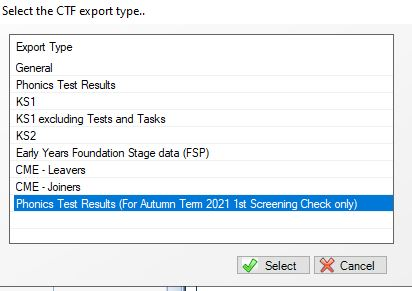 Select the CTF export type..
Export Type
General
Phonics Test Results
KS1
KS1 excluding Tests and Tasks
KS2
Early Years Foundation Stage data (FSP)
CME - Leavers
CME - Joiners
Phonics Test Results (For Autumn Term 2021 1st Screening Check only)
Select Cancel